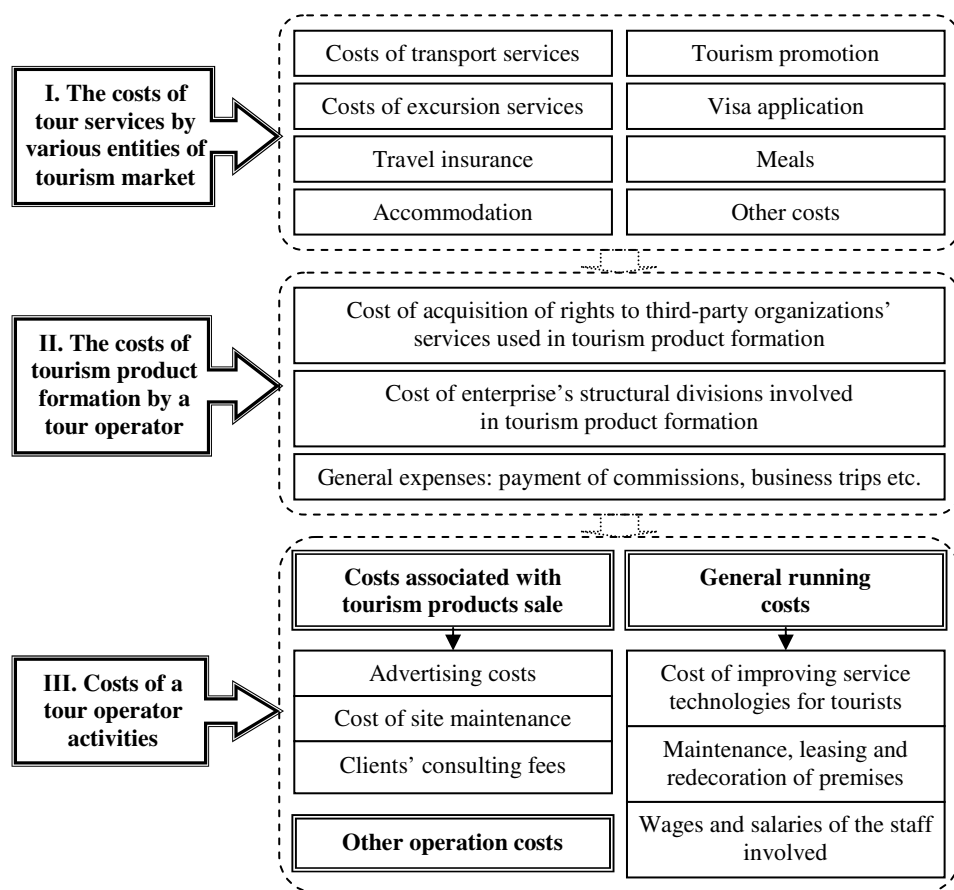 I. The costs of
tour services by
various entities of
tourism market
Costs of transport services
Tourism promotion
Costs of excursion services
Visa application
Travel insurance
Meals
Accommodation
Other costs
II. The costs of
tourism product
formation by a
tour operator
Cost of acquisition of rights to third-party organizations’
services used in tourism product formation
Cost of enterprise’s structural divisions involved
in tourism product formation
General expenses: payment of commissions, business trips etc.
III. Costs of a
tour operator
activities
Costs associated with
tourism products sale
Advertising costs
Cost of site maintenance
Clients’ consulting fees
Other operation costs
General running
costs
Cost of improving service
technologies for tourists
Maintenance, leasing and
redecoration of premises
Wages and salaries of the staff
involved